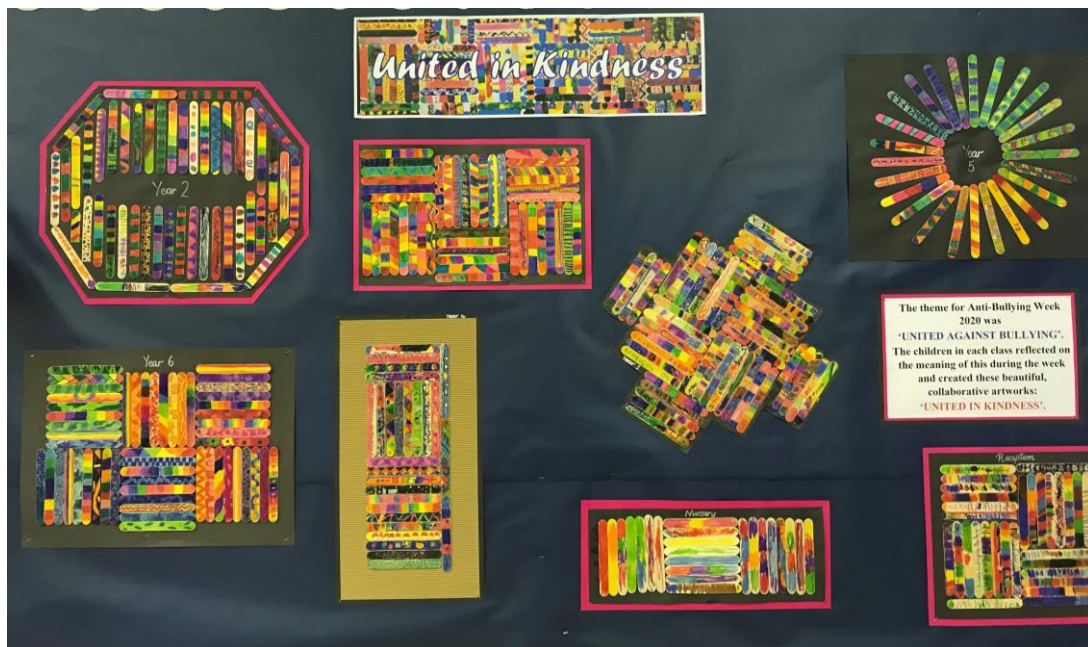 United in Kindness
Year 2
Year
5
The theme for Anti-Bullying Week
2020 was
‘UNITED AGAINST BULLYING’.
The children in each class reflected on
the meaning of this during the week
and created these beautiful,
collaborative artworks:
‘UNITED IN KINDNESS’.
Year 6
Reception
Nursery